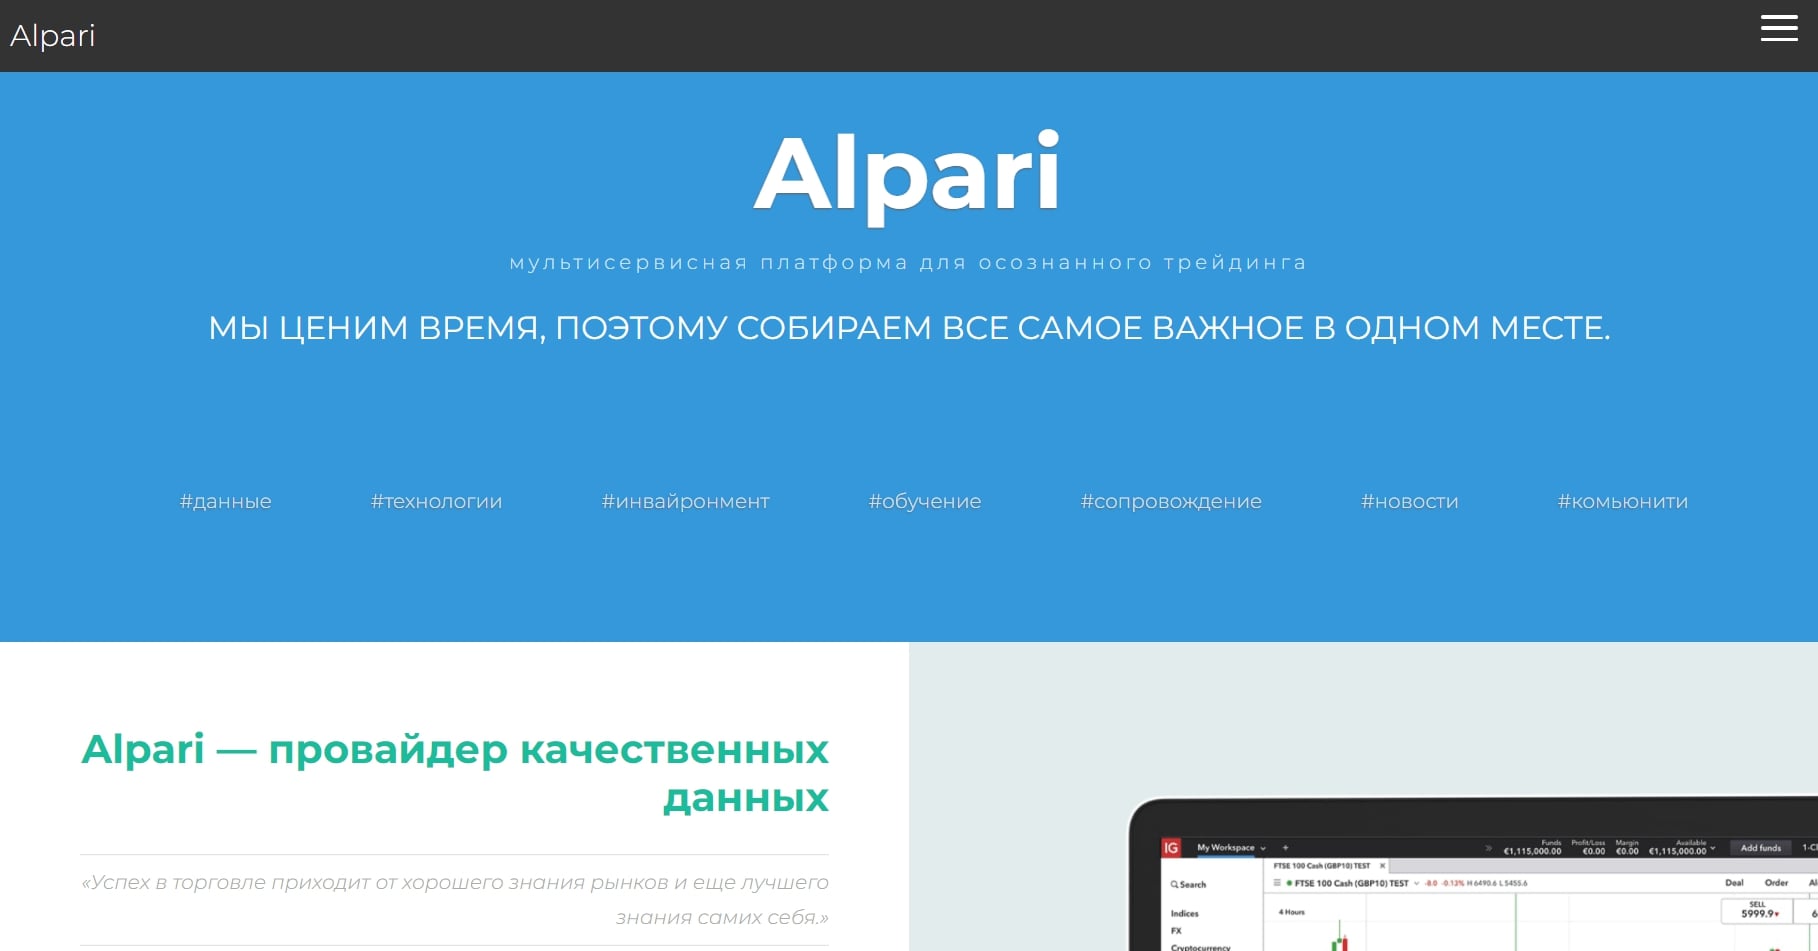 Alpari
Alpari
мультисервисная платформа для осознанного трейдинга
МЫ ЦЕНИМ ВРЕМЯ, ПОЭТОМУ СОБИРАЕМ ВСЕ САМОЕ ВАЖНОЕ В ОДНОМ МЕСТЕ.
#данные #технологии #инвайронмент #обучение #сопровождение #новости #комьюнити
Alpari — провайдер качественных
данных
«Успех в торговле приходит от хорошего знания рынков и еще лучшего
знания самих себя.»
IG My Workspace + Funds €1,115,000.00 Profit/Loss €0.00 Margin €0.00 Available €1,115,000.00 Add funds
FTSE 100 Cash (GBP10) TEST
Search
FTSE 100 Cash (GBP10) TEST -8.0 -0.13% H 6490.6 L 5455.6 Deal Order
Indices
4 Hours
SELL
5999.9
FX
Cryptocurrency